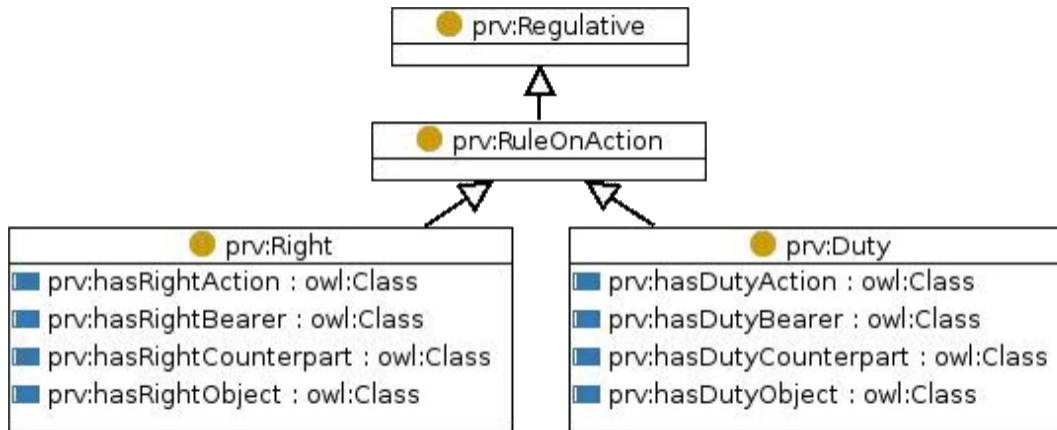 prv:Regulative
prv:RuleOnAction
prv:Right
prv:hasRightAction : owl:Class
prv:hasRightBearer : owl:Class
prv:hasRightCounterpart : owl:Class
prv:hasRightObject : owl:Class
prv:Duty
prv:hasDutyAction : owl:Class
prv:hasDutyBearer : owl:Class
prv:hasDutyCounterpart : owl:Class
prv:hasDutyObject : owl:Class